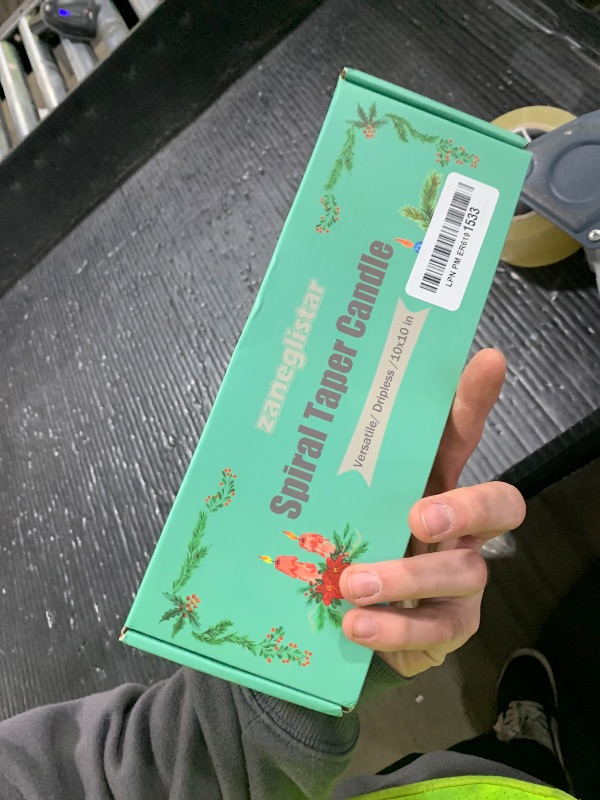 zaneglistar
Spiral Taper Candle
Versatile/ Dripless /10x10 in
LPN PM ER619 1533